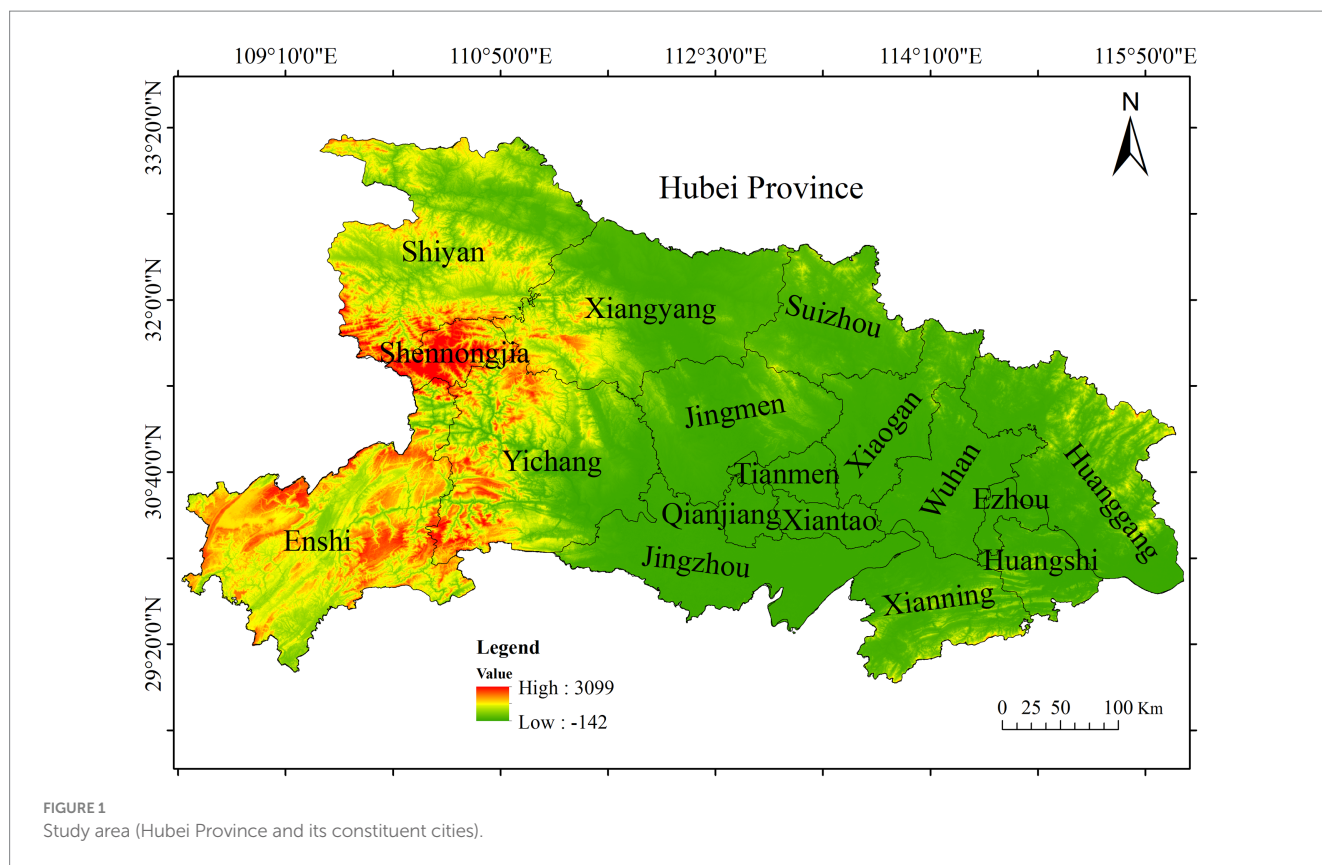 109°10'0"E 110°50'0"E 112°30'0"E 114°10'0"E 115°50'0"E
33°20'0"N
32°0'0"N
30°40'0"N
29°20'0"N
N
Hubei Province
Shiyan
Xiangyang
Suizhou
Shennongjia
Jingmen
Xiaogan
Yichang
Tianmen
Wuhan
Huanggang
Ezhou
Qianjiang
Xiantao
Enshi
Jingzhou
Huangshi
Xianning
Legend
Value
High : 3099
Low : -142
0 25 50 100 Km
FIGURE 1
Study area (Hubei Province and its constituent cities).